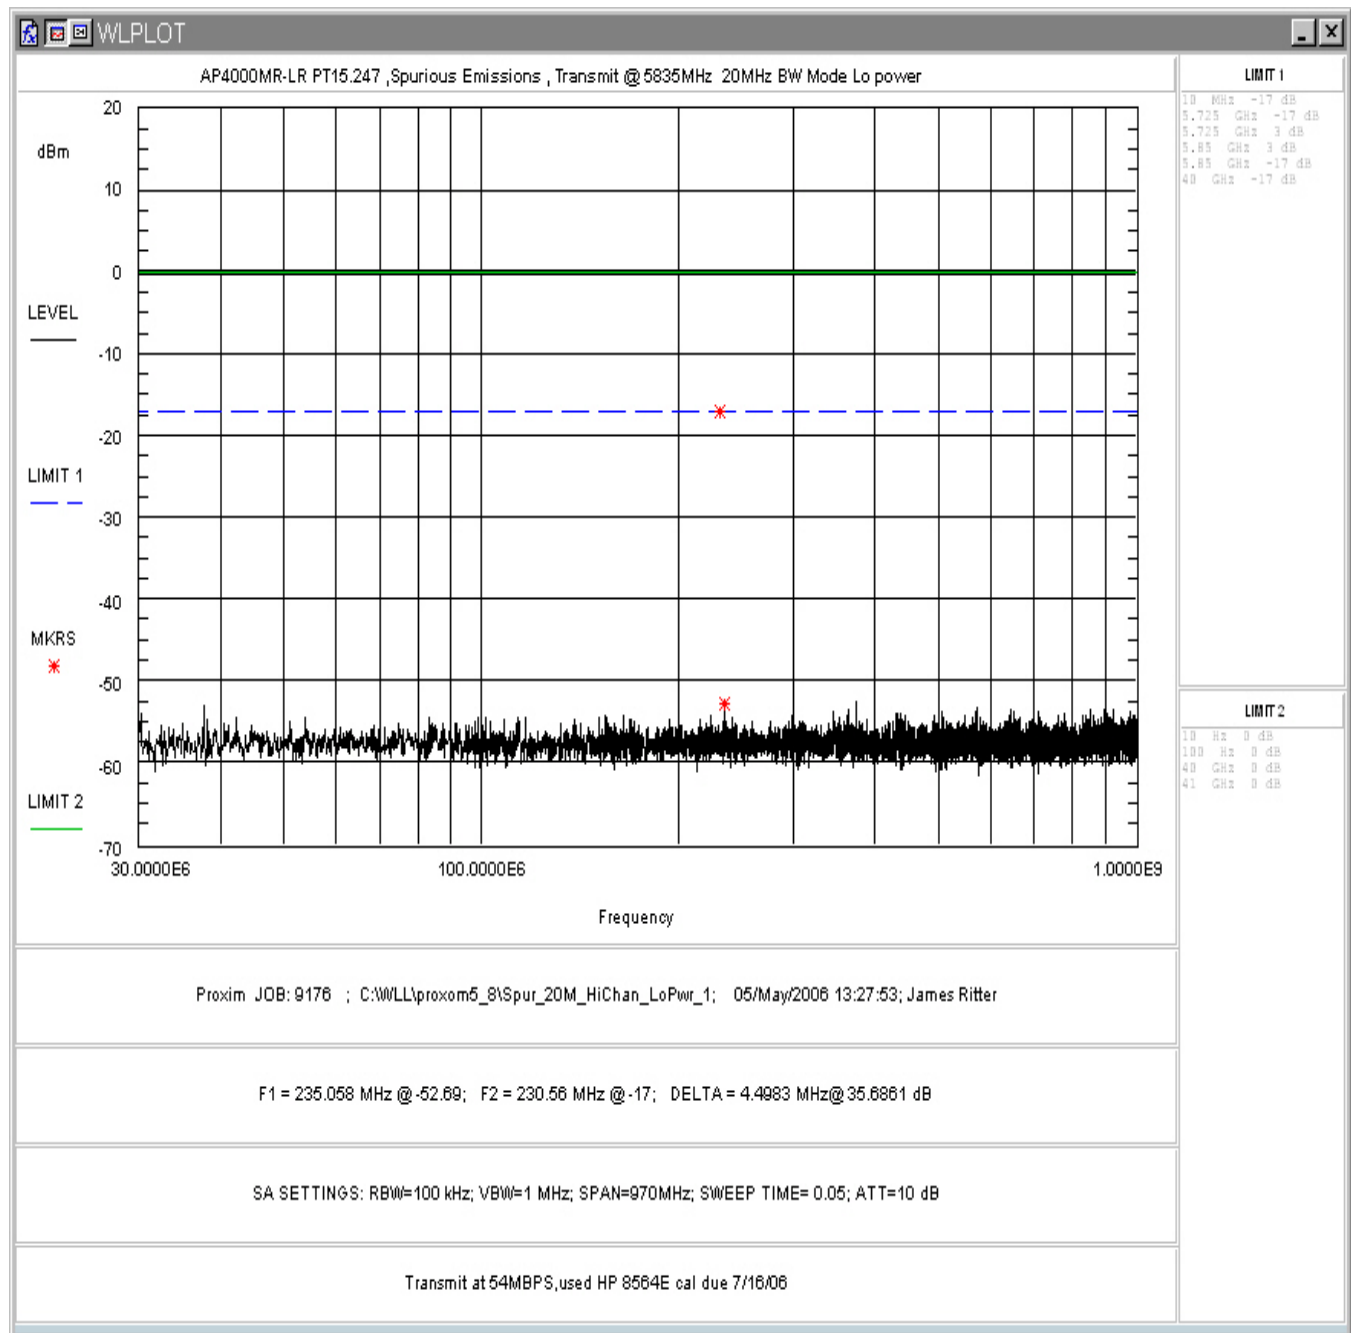 WLPLOT
AP4000MR-LR PT15.247 ,Spurious Emissions , Transmit @ 5835MHz 20MHz BW Mode Lo power
20
dBm
10
0
LEVEL
-10
-20
LIMIT 1
-30
-40
MKRS
-50
-60
LIMIT 2
-70
30.0000E6
100.0000E6
1.0000E9
Frequency
LIMIT 1
10 MHz -17 dB
5.725 GHz -17 dB
5.725 GHz 3 dB
5.85 GHz 3 dB
5.85 GHz -17 dB
40 GHz -17 dB
LIMIT 2
10 Hz 0 dB
100 Hz 0 dB
40 GHz 0 dB
41 GHz 0 dB
Proxim JOB: 9176 ; C:\WLL\proxom5_8\Spur_20M_HiChan_LoPwr_1; 05/May/2006 13:27:53; James Ritter
F1 = 235.058 MHz @ -52.69; F2 = 230.56 MHz @ -17; DELTA = 4.4983 MHz@ 35.6861 dB
SA SETTINGS: RBW=100 kHz; VBW=1 MHz; SPAN=970MHz; SWEEP TIME= 0.05; ATT=10 dB
Transmit at 54MBPS,used HP 8564E cal due 7/16/06